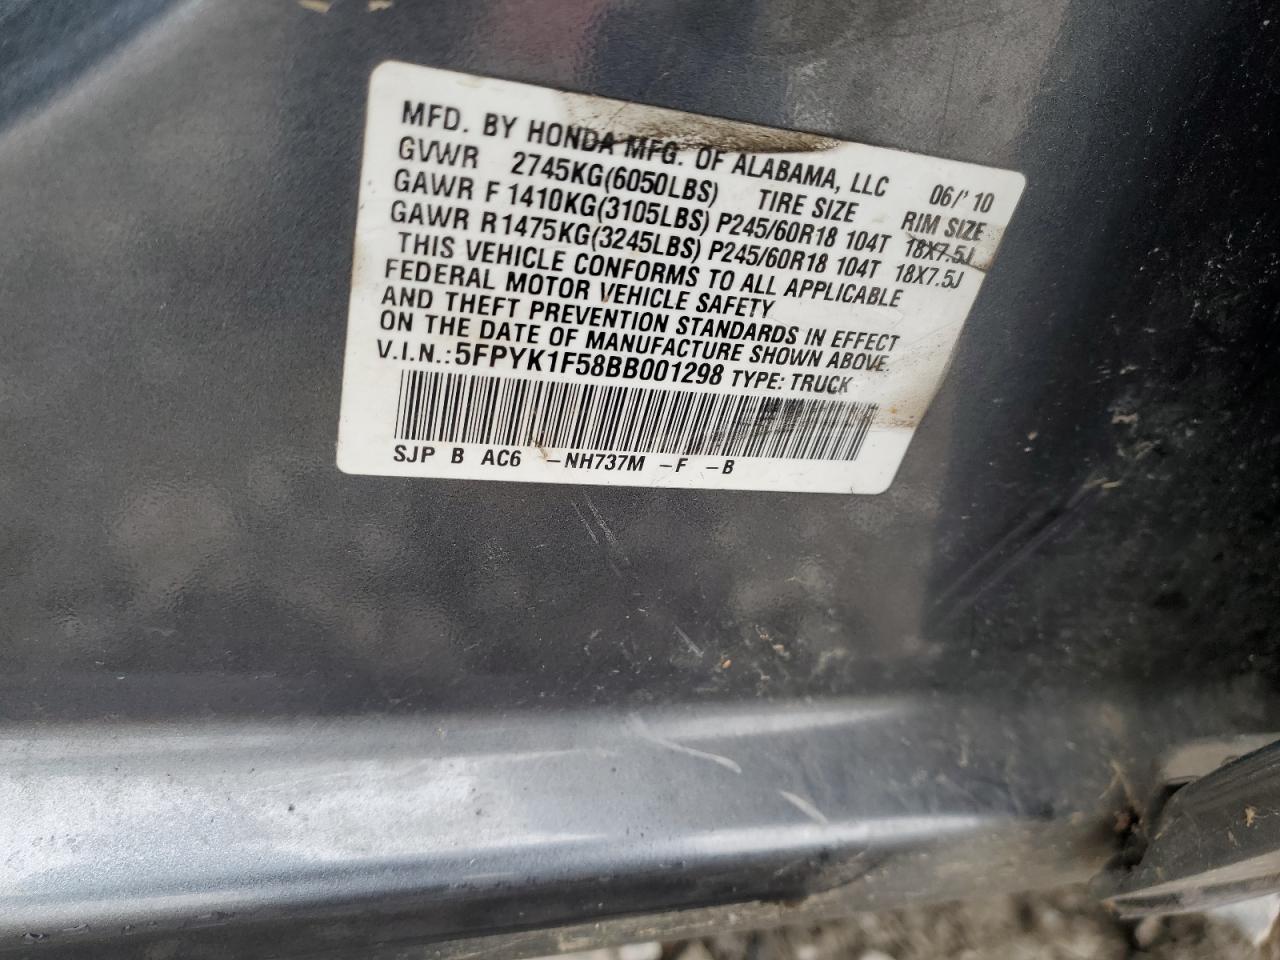 MFD. BY HONDA MFG. OF ALABAMA, LLC 06/'10
GVWR 2745KG(6050LBS) TIRE SIZE RIM SIZE
GAWR F 1410KG(3105LBS) P245/60R18 104T 18X7.5J
GAWR R 1475KG(3245LBS) P245/60R18 104T 18X7.5J
THIS VEHICLE CONFORMS TO ALL APPLICABLE
FEDERAL MOTOR VEHICLE SAFETY
AND THEFT PREVENTION STANDARDS IN EFFECT
ON THE DATE OF MANUFACTURE SHOWN ABOVE.
V.I.N.: 5FPYK1F58BB001298 TYPE: TRUCK
SJP B AC6 -NH737M -F -B